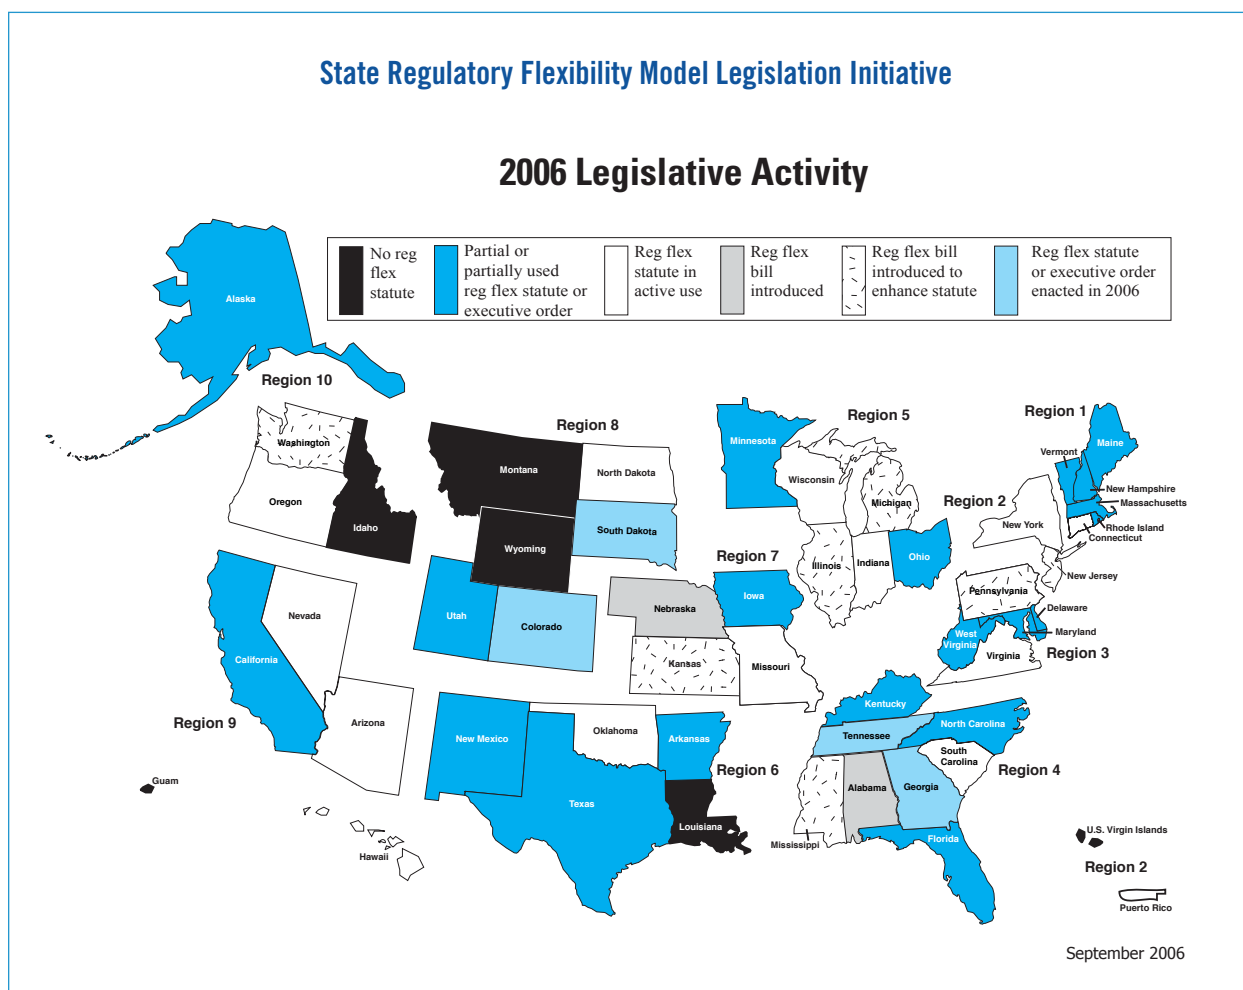 State Regulatory Flexibility Model Legislation Initiative
2006 Legislative Activity
No reg
flex
statute
Partial or
partially used
reg flex statute or
executive order
Reg flex
statute in
active use
Reg flex
bill
introduced
Reg flex bill
introduced to
enhance statute
Reg flex statute
or executive order
enacted in 2006
Alaska
Region 10
Washington
Oregon
Idaho
Region 8
Montana
North Dakota
South Dakota
Wyoming
Utah
Colorado
Region 5
Minnesota
Wisconsin
Michigan
Illinois
Indiana
Ohio
Region 1
Maine
Vermont
New Hampshire
Massachusetts
Rhode Island
Connecticut
Region 2
New York
New Jersey
Region 7
Iowa
Nebraska
Kansas
Missouri
Pennsylvania
Delaware
Maryland
West
Virginia
Virginia
Region 3
Nevada
California
Region 9
Arizona
Guam
Hawaii
New Mexico
Oklahoma
Arkansas
Region 6
Texas
Louisiana
Kentucky
Tennessee
North Carolina
South
Carolina
Region 4
Mississippi
Alabama
Georgia
Florida
U.S. Virgin Islands
Region 2
Puerto Rico
September 2006